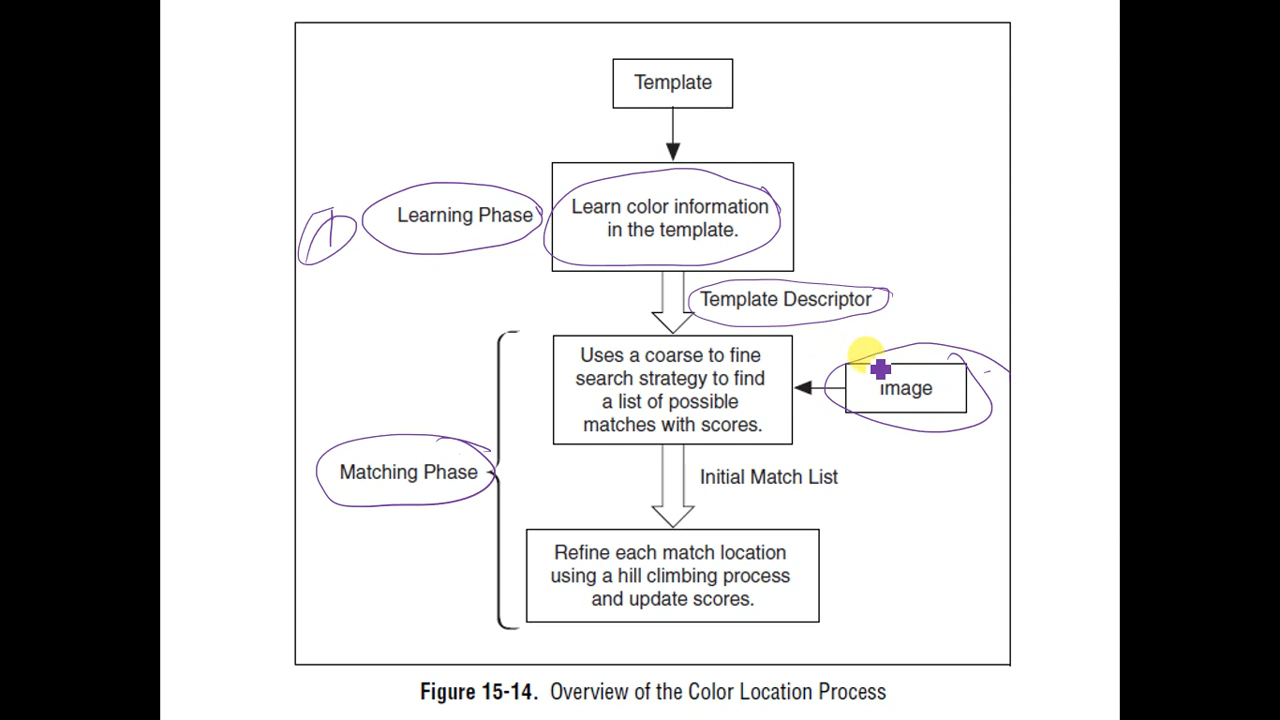 Template
Learning Phase
Learn color information
in the template.
Template Descriptor
Uses a coarse to fine
search strategy to find
a list of possible
matches with scores.
Image
Matching Phase
Initial Match List
Refine each match location
using a hill climbing process
and update scores.
Figure 15-14. Overview of the Color Location Process